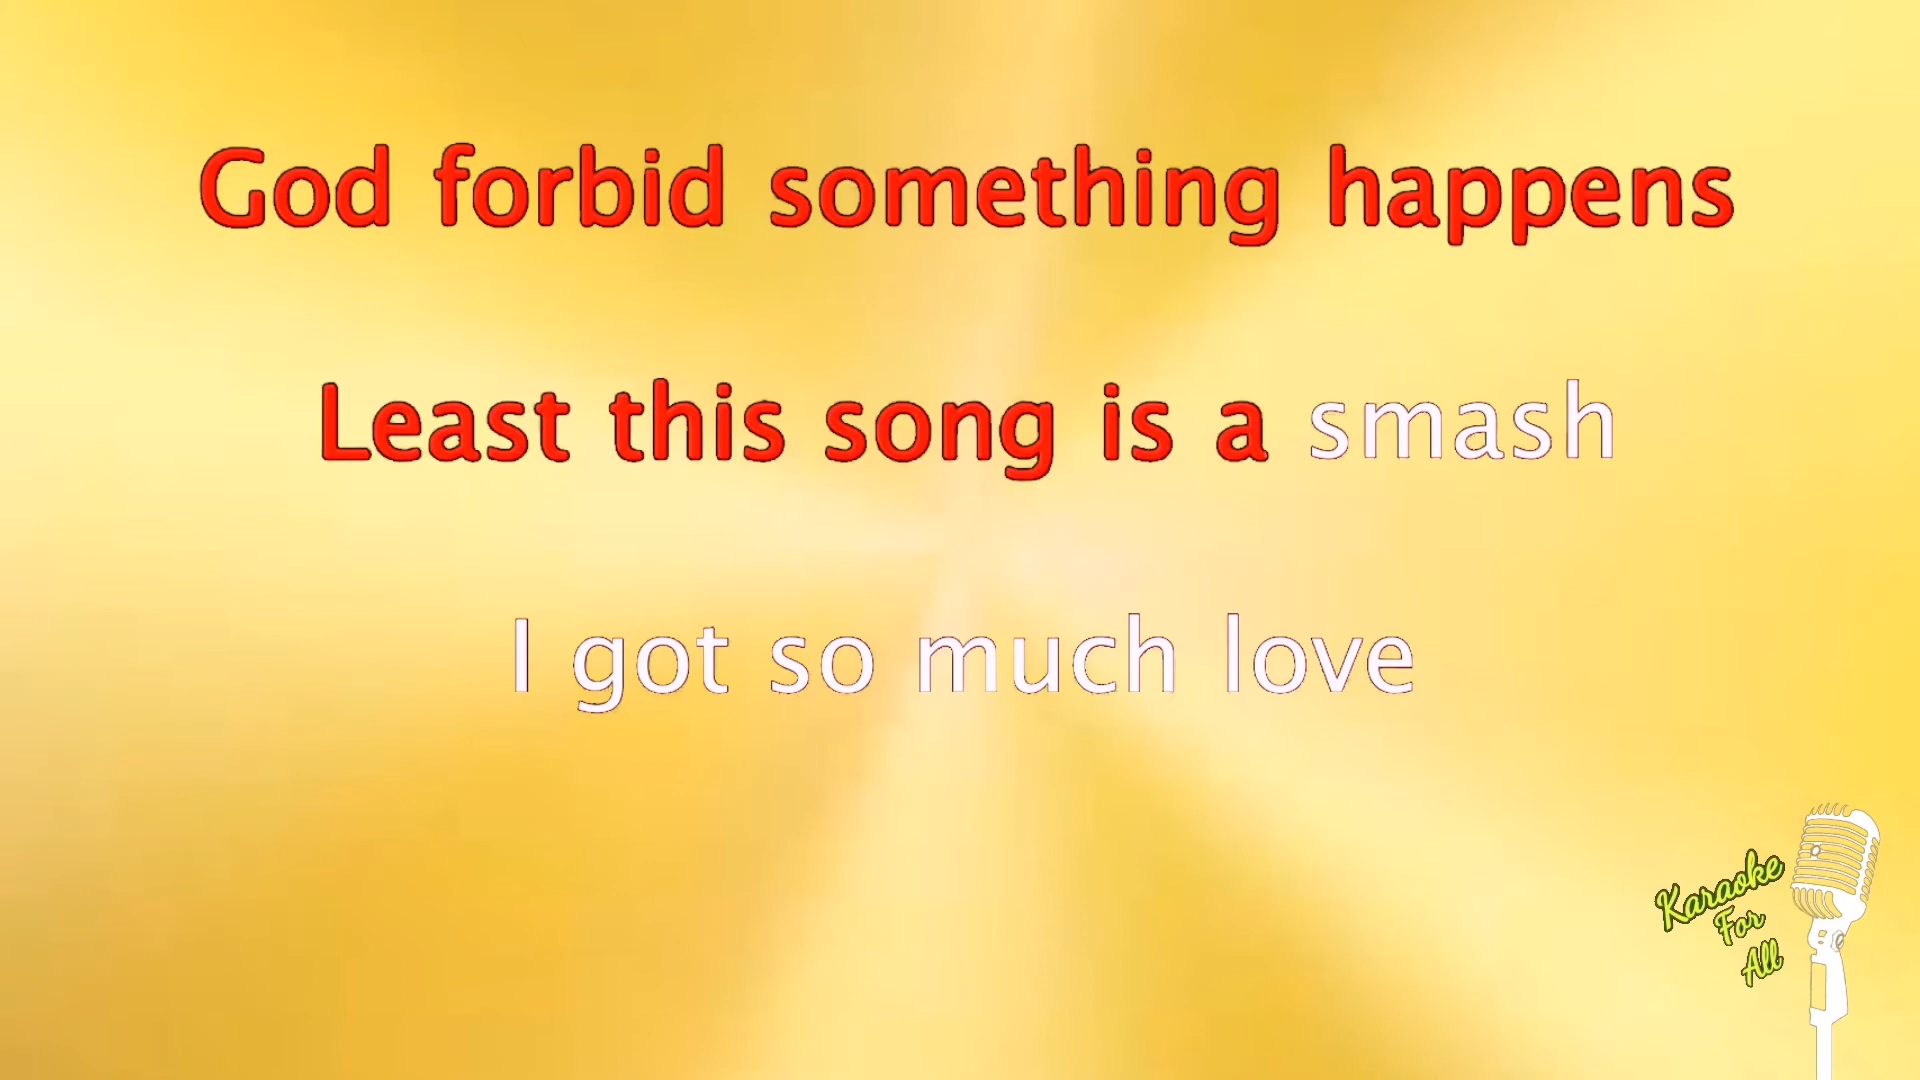 God forbid something happens
Least this song is a smash
I got so much love
Karaoke
For
All